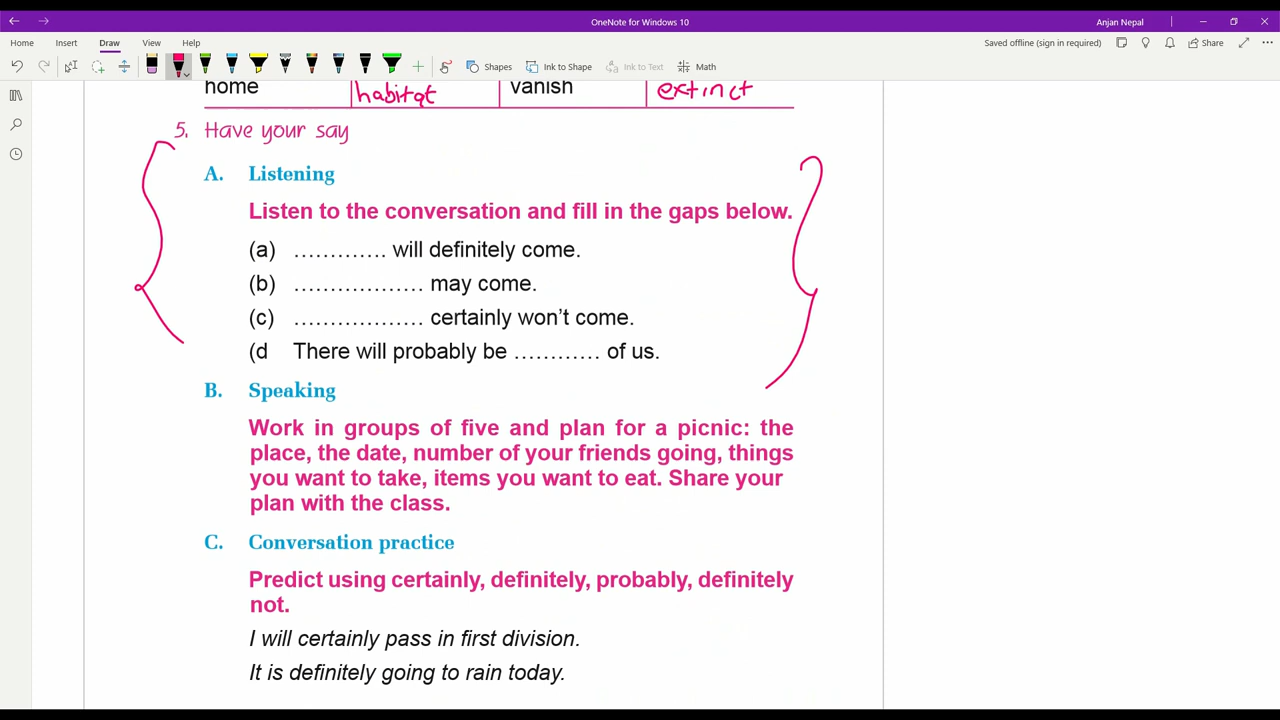 OneNote for Windows 10
Anjan Nepal
Home Insert Draw View Help
Saved offline (sign in required) Share
Shapes Ink to Shape Ink to Text Math
home habitat vanish extinct
5. Have your say
A. Listening
Listen to the conversation and fill in the gaps below.
(a) …………. will definitely come.
(b) ……………… may come.
(c) ……………… certainly won't come.
(d There will probably be ………… of us.
B. Speaking
Work in groups of five and plan for a picnic: the
place, the date, number of your friends going, things
you want to take, items you want to eat. Share your
plan with the class.
C. Conversation practice
Predict using certainly, definitely, probably, definitely
not.
I will certainly pass in first division.
It is definitely going to rain today.